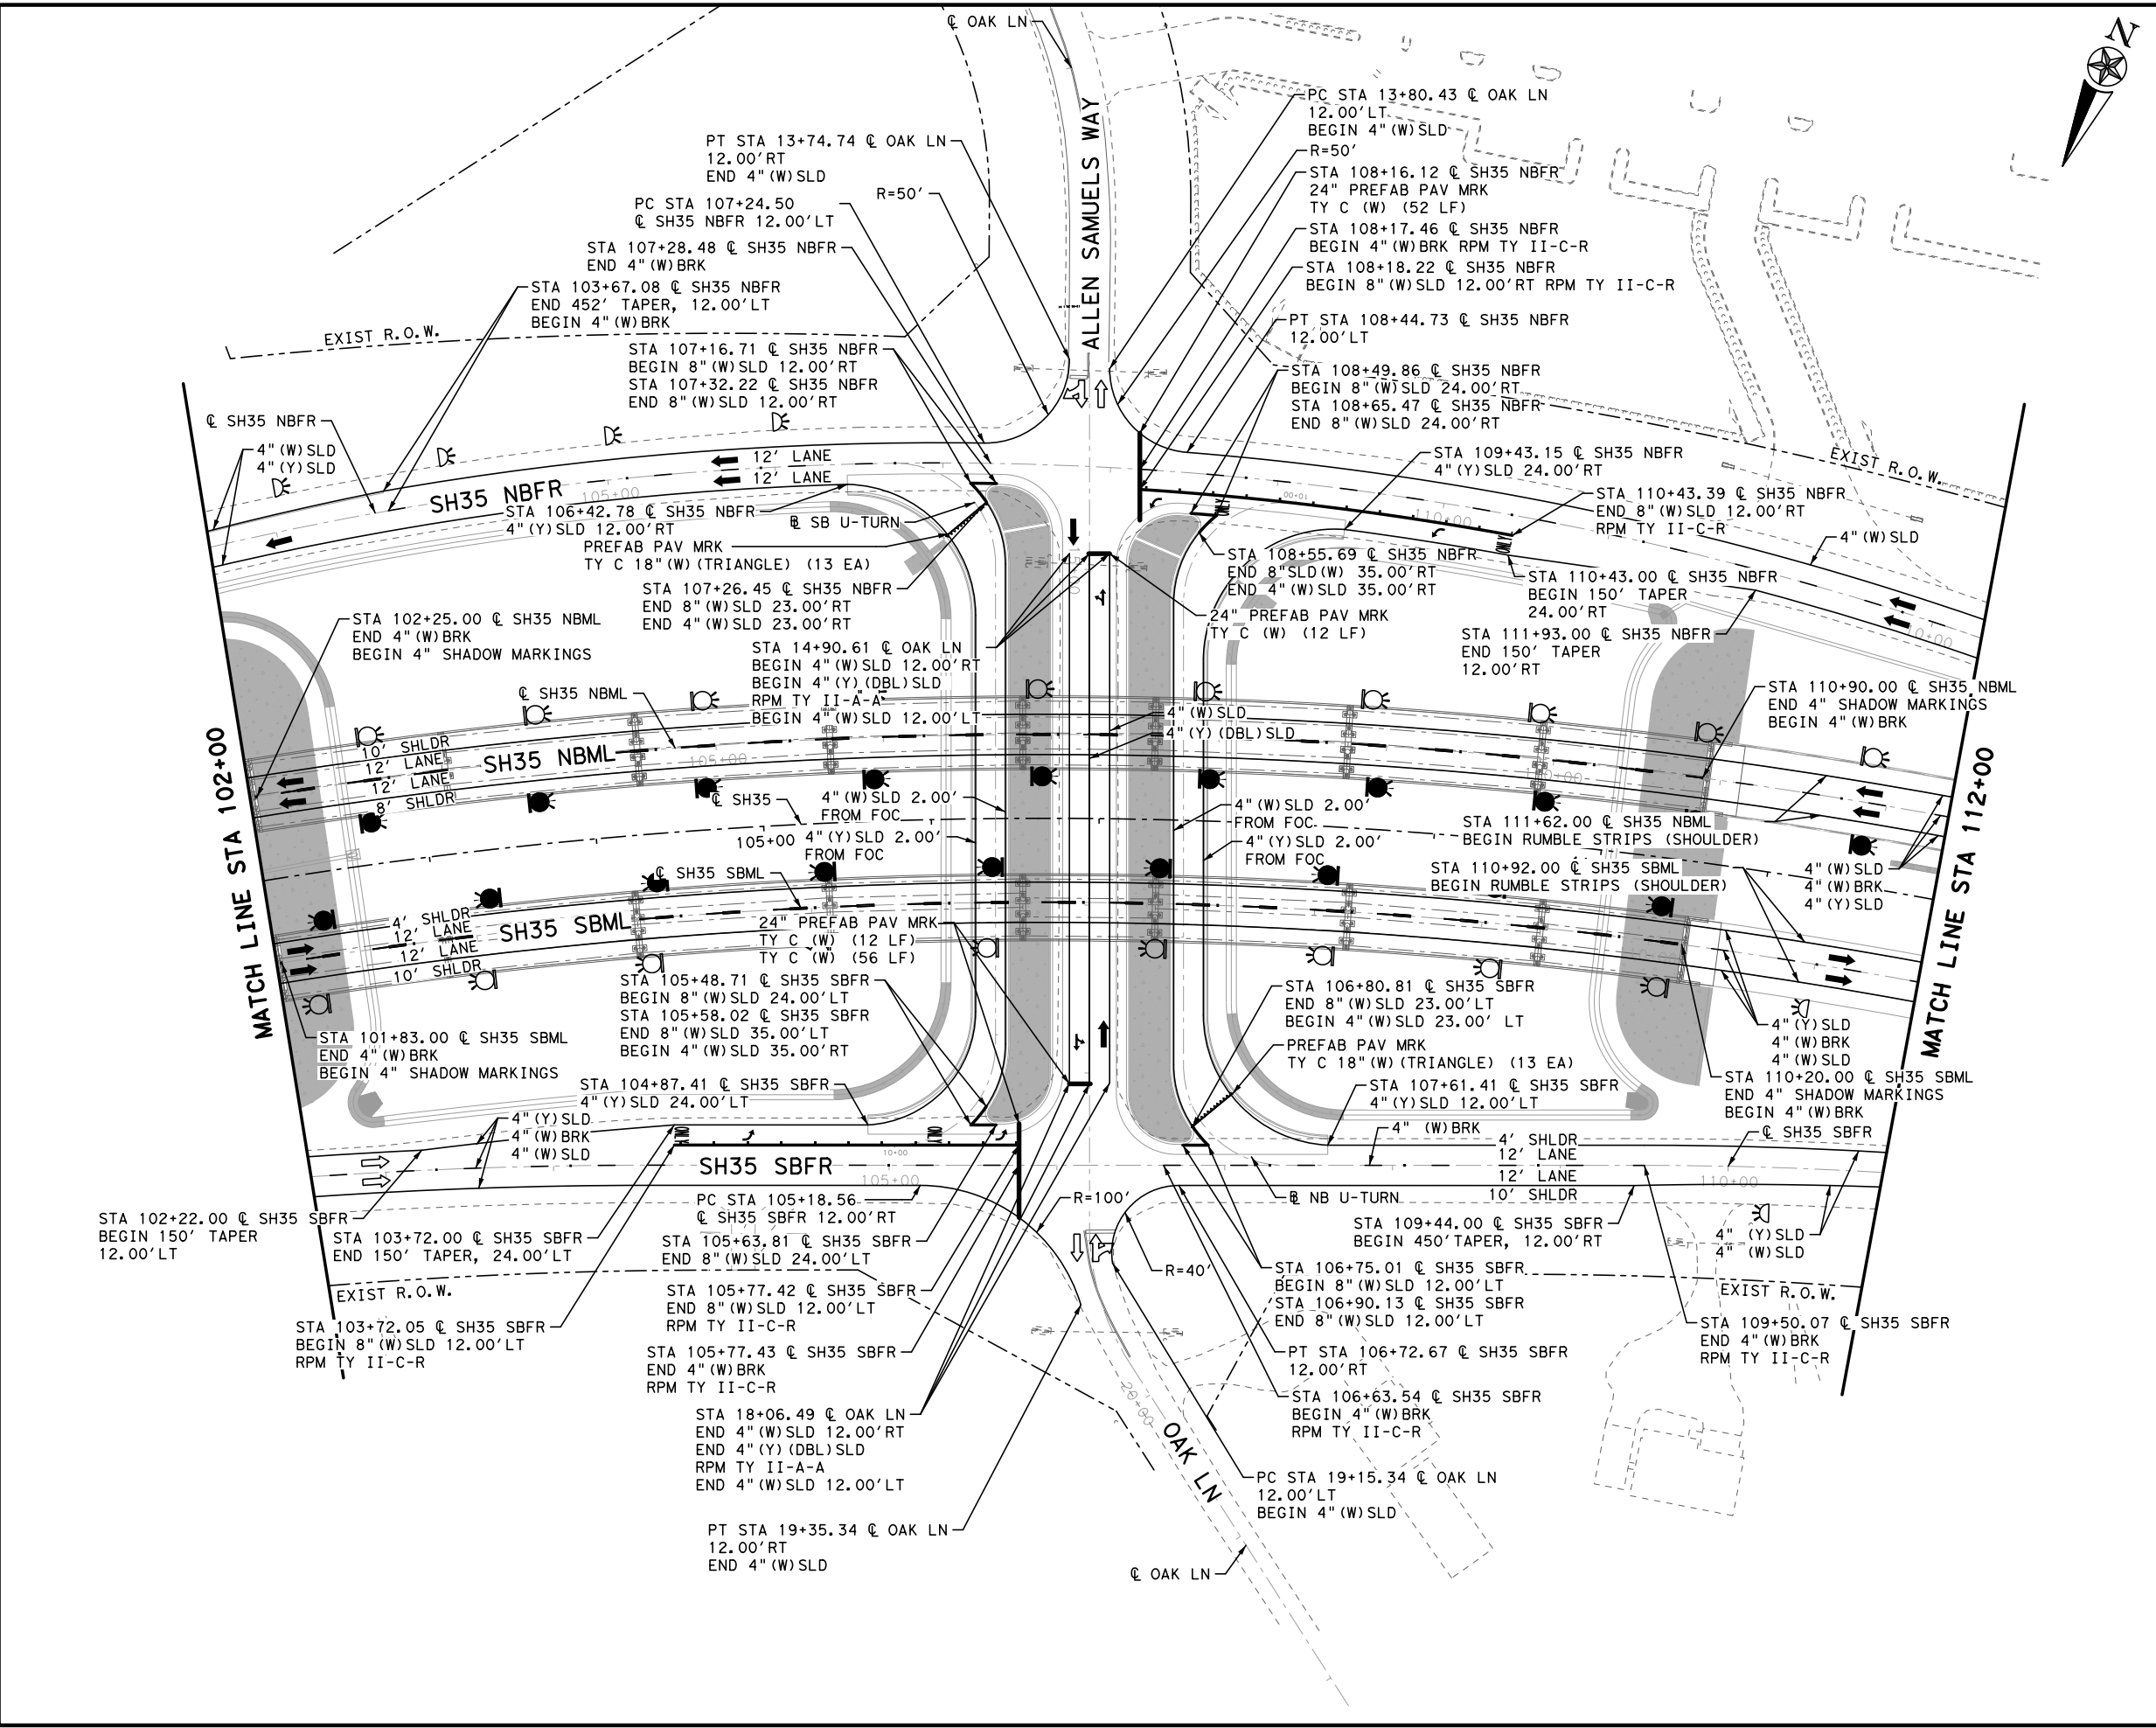 ℄ OAK LN
N
PC STA 13+80.43 ℄ OAK LN
12.00'LT
BEGIN 4"(W)SLD
R=50'
STA 108+16.12 ℄ SH35 NBFR
24" PREFAB PAV MRK
TY C (W) (52 LF)
STA 108+17.46 ℄ SH35 NBFR
BEGIN 4"(W)BRK RPM TY II-C-R
STA 108+18.22 ℄ SH35 NBFR
BEGIN 8"(W)SLD 12.00'RT RPM TY II-C-R
PT STA 108+44.73 ℄ SH35 NBFR
12.00'LT
STA 108+49.86 ℄ SH35 NBFR
BEGIN 8"(W)SLD 24.00'RT
STA 108+65.47 ℄ SH35 NBFR
END 8"(W)SLD 24.00'RT
STA 109+43.15 ℄ SH35 NBFR
4"(Y)SLD 24.00'RT
EXIST R.O.W.
STA 110+43.39 ℄ SH35 NBFR
END 8"(W)SLD 12.00'RT
RPM TY II-C-R
4"(W)SLD
PT STA 13+74.74 ℄ OAK LN
12.00'RT
END 4"(W)SLD
R=50'
PC STA 107+24.50
℄ SH35 NBFR 12.00'LT
STA 107+28.48 ℄ SH35 NBFR
END 4"(W)BRK
STA 103+67.08 ℄ SH35 NBFR
END 452' TAPER, 12.00'LT
BEGIN 4"(W)BRK
EXIST R.O.W.
STA 107+16.71 ℄ SH35 NBFR
BEGIN 8"(W)SLD 12.00'RT
STA 107+32.22 ℄ SH35 NBFR
END 8"(W)SLD 12.00'RT
ALLEN SAMUELS WAY
℄ SH35 NBFR
4"(W)SLD
4"(Y)SLD
12' LANE
12' LANE
SH35 NBFR
105+00
STA 106+42.78 ℄ SH35 NBFR
4"(Y)SLD 12.00'RT
℄ SB U-TURN
PREFAB PAV MRK
TY C 18"(W)(TRIANGLE) (13 EA)
STA 107+26.45 ℄ SH35 NBFR
END 8"(W)SLD 23.00'RT
END 4"(W)SLD 23.00'RT
ONLY
10+00
110+00
ONLY
STA 108+55.69 ℄ SH35 NBFR
END 8"SLD(W) 35.00'RT
END 4"(W)SLD 35.00'RT
24" PREFAB PAV MRK
TY C (W) (12 LF)
STA 110+43.00 ℄ SH35 NBFR
BEGIN 150' TAPER
24.00'RT
STA 111+93.00 ℄ SH35 NBFR
END 150' TAPER
12.00'RT
10+00
STA 102+25.00 ℄ SH35 NBML
END 4"(W)BRK
BEGIN 4" SHADOW MARKINGS
STA 14+90.61 ℄ OAK LN
BEGIN 4"(W)SLD 12.00'RT
BEGIN 4"(Y)(DBL)SLD
RPM TY II-A-A
BEGIN 4"(W)SLD 12.00'LT
℄ SH35 NBML
4"(W)SLD
4"(Y)(DBL)SLD
STA 110+90.00 ℄ SH35 NBML
END 4" SHADOW MARKINGS
BEGIN 4"(W)BRK
MATCH LINE STA 102+00
MATCH LINE STA 112+00
10' SHLDR
12' LANE
12' LANE
8' SHLDR
SH35 NBML
105+00
110+00
℄ SH35
4"(W)SLD 2.00'
FROM FOC
105+00
4"(Y)SLD 2.00'
FROM FOC
4"(W)SLD 2.00'
FROM FOC
4"(Y)SLD 2.00'
FROM FOC
STA 111+62.00 ℄ SH35 NBML
BEGIN RUMBLE STRIPS (SHOULDER)
STA 110+92.00 ℄ SH35 SBML
BEGIN RUMBLE STRIPS (SHOULDER)
4"(W)SLD
4"(W)BRK
4"(Y)SLD
℄ SH35 SBML
4' SHLDR
12' LANE
12' LANE
10' SHLDR
SH35 SBML
24" PREFAB PAV MRK
TY C (W) (12 LF)
TY C (W) (56 LF)
STA 105+48.71 ℄ SH35 SBFR
BEGIN 8"(W)SLD 24.00'LT
STA 105+58.02 ℄ SH35 SBFR
END 8"(W)SLD 35.00'LT
BEGIN 4"(W)SLD 35.00'RT
STA 106+80.81 ℄ SH35 SBFR
END 8"(W)SLD 23.00'LT
BEGIN 4"(W)SLD 23.00' LT
PREFAB PAV MRK
TY C 18"(W)(TRIANGLE) (13 EA)
STA 107+61.41 ℄ SH35 SBFR
4"(Y)SLD 12.00'LT
4"(Y)SLD
4"(W)BRK
4"(W)SLD
STA 110+20.00 ℄ SH35 SBML
END 4" SHADOW MARKINGS
BEGIN 4"(W)BRK
STA 101+83.00 ℄ SH35 SBML
END 4"(W)BRK
BEGIN 4" SHADOW MARKINGS
STA 104+87.41 ℄ SH35 SBFR
4"(Y)SLD 24.00'LT
4"(Y)SLD
4"(W)BRK
4"(W)SLD
ONLY
ONLY
10+00
SH35 SBFR
105+00
4" (W)BRK
4' SHLDR
12' LANE
12' LANE
10' SHLDR
℄ SH35 SBFR
110+00
PC STA 105+18.56
℄ SH35 SBFR 12.00'RT
R=100'
℄ NB U-TURN
STA 102+22.00 ℄ SH35 SBFR
BEGIN 150' TAPER
12.00'LT
STA 103+72.00 ℄ SH35 SBFR
END 150' TAPER, 24.00'LT
STA 105+63.81 ℄ SH35 SBFR
END 8"(W)SLD 24.00'LT
STA 109+44.00 ℄ SH35 SBFR
BEGIN 450'TAPER, 12.00'RT
4" (Y)SLD
4" (W)SLD
R=40'
EXIST R.O.W.
STA 105+77.42 ℄ SH35 SBFR
END 8"(W)SLD 12.00'LT
RPM TY II-C-R
STA 106+75.01 ℄ SH35 SBFR
BEGIN 8"(W)SLD 12.00'LT
STA 106+90.13 ℄ SH35 SBFR
END 8"(W)SLD 12.00'LT
EXIST R.O.W.
STA 103+72.05 ℄ SH35 SBFR
BEGIN 8"(W)SLD 12.00'LT
RPM TY II-C-R
STA 109+50.07 ℄ SH35 SBFR
END 4"(W)BRK
RPM TY II-C-R
STA 105+77.43 ℄ SH35 SBFR
END 4"(W)BRK
RPM TY II-C-R
PT STA 106+72.67 ℄ SH35 SBFR
12.00'RT
STA 106+63.54 ℄ SH35 SBFR
BEGIN 4"(W)BRK
RPM TY II-C-R
20+00
OAK LN
STA 18+06.49 ℄ OAK LN
END 4"(W)SLD 12.00'RT
END 4"(Y)(DBL)SLD
RPM TY II-A-A
END 4"(W)SLD 12.00'LT
PC STA 19+15.34 ℄ OAK LN
12.00'LT
BEGIN 4"(W)SLD
PT STA 19+35.34 ℄ OAK LN
12.00'RT
END 4"(W)SLD
℄ OAK LN